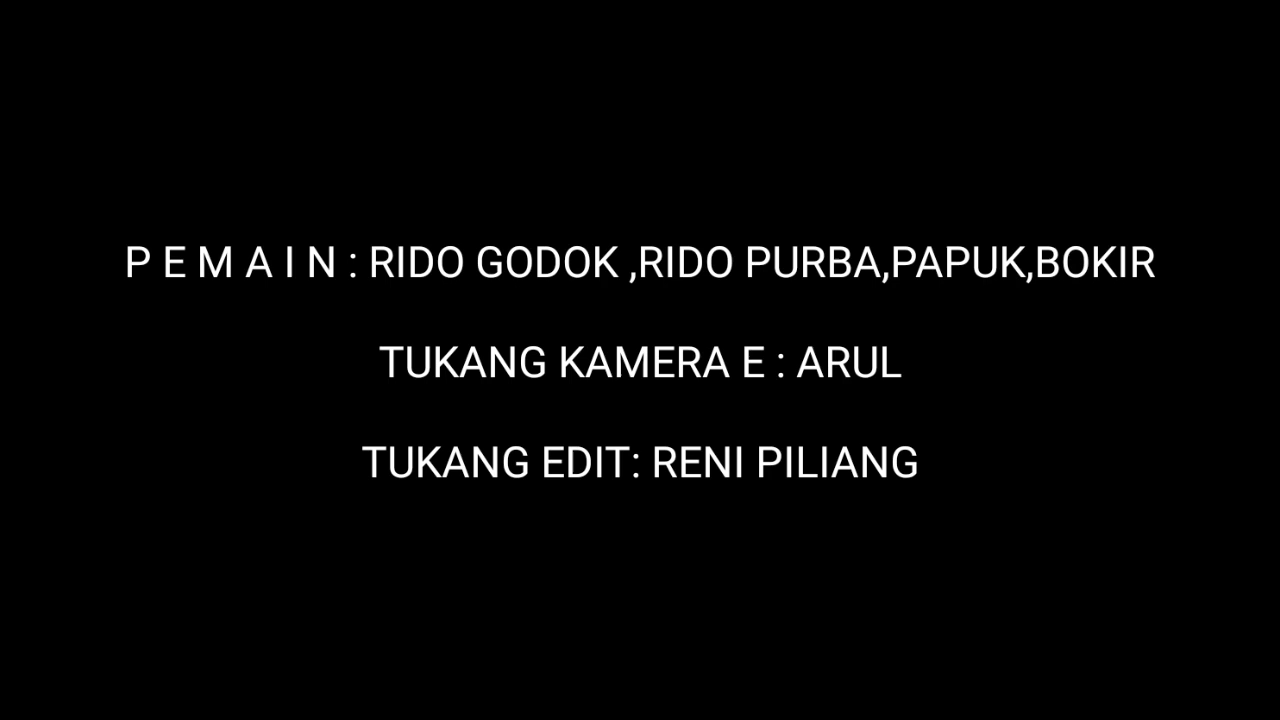 P E M A I N : RIDO GODOK ,RIDO PURBA,PAPUK,BOKIR
TUKANG KAMERA E : ARUL
TUKANG EDIT: RENI PILIANG